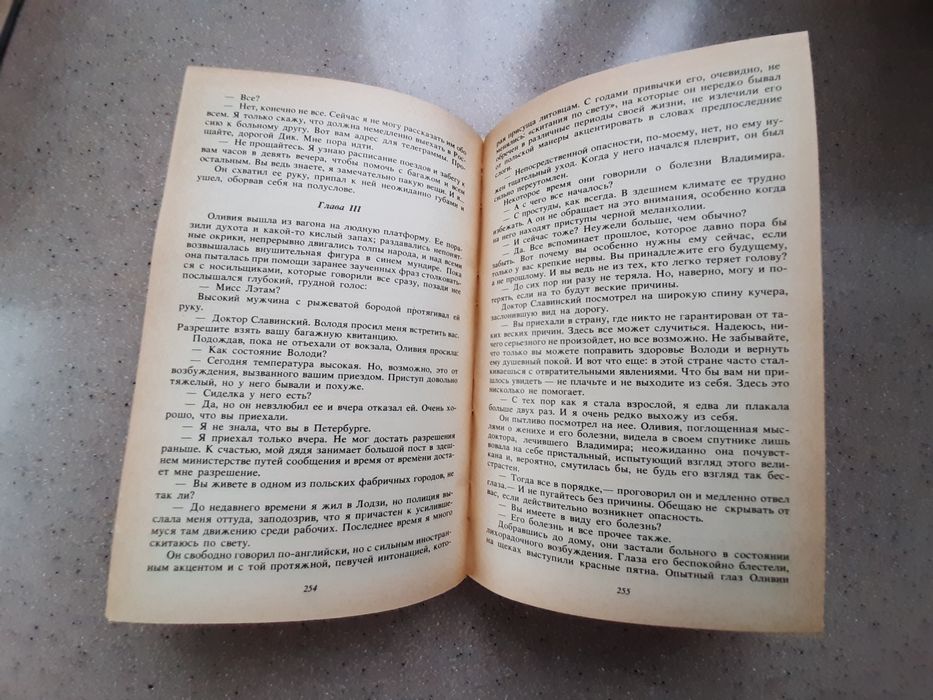 — Все?
— Нет, конечно не все. Сейчас я не могу рассказать им обо
всем. Я только скажу, что должна немедленно выехать в Рос-
сию к больному другу. Вот вам адрес для телеграммы. Про-
щайте, дорогой Дик. Мне пора идти.
— Не прощайтесь. Я узнаю расписание поездов и забегу к
вам часов в девять вечера, чтобы помочь с багажом и всем
остальным. Вы ведь знаете, я замечательно пакую вещи. И я...
Он схватил ее руку, припал к ней неожиданно губами и
ушел, оборвав себя на полуслове.
Глава III
Оливия вышла из вагона на людную платформу. Ее пора-
зили духота и какой-то кислый запах; раздавались непонят-
ные окрики, непрерывно двигались толпы народа, и над всеми
возвышалась внушительная фигура в синем мундире. Пока
она пыталась при помощи заранее заученных фраз столковать-
ся с носильщиками, которые говорили все сразу, позади нее
послышался глубокий, грудной голос:
— Мисс Лэтам?
Высокий мужчина с рыжеватой бородой протягивал ей
руку.
— Доктор Славинский. Володя просил меня встретить вас.
Разрешите взять вашу багажную квитанцию.
Подождав, пока не отъехали от вокзала, Оливия просила:
— Как состояние Володи?
— Сегодня температура высокая. Но, возможно, это от
возбуждения, вызванного вашим приездом. Приступ довольно
тяжелый, но у него бывали и похуже.
— Сиделка у него есть?
— Да, но он невзлюбил ее и вчера отказал ей. Очень хо-
рошо, что вы приехали.
— Я не знала, что вы в Петербурге.
— Я приехал только вчера. Не мог достать разрешения
раньше. К счастью, мой дядя занимает большой пост в здеш-
нем министерстве путей сообщения и время от времени доста-
ет мне разрешение.
— Вы живете в одном из польских фабричных городов, не
так ли?
— До недавнего времени я жил в Лодзи, но полиция вы-
слала меня оттуда, заподозрив, что я причастен к усиливше-
муся там движению среди рабочих. Последнее время я много
скитаюсь по свету.
Он свободно говорил по-английски, но с сильным иностран-
ным акцентом и с той протяжной, певучей интонацией, кото-
254
рая присуща литовцам. С годами привычки его, очевидно, не
менялись: «скитания по свету», на которые он нередко бывал
обречен в различные периоды своей жизни, не излечили его
от польской манеры акцентировать в словах предпоследние
слоги.
Непосредственной опасности, по-моему, нет, но ему ну-
жен тщательный уход. Когда у него начался плеврит, он был
сильно переутомлен.
Некоторое время они говорили о болезни Владимира.
— А с чего все началось?
— С простуды, как всегда. В здешнем климате ее трудно
избежать. А он не обращает на это внимания, особенно когда
на него находят приступы черной меланхолии.
— И сейчас тоже? Неужели больше, чем обычно?
— Да. Все вспоминает прошлое, которое давно пора бы
забыть. Вот почему вы особенно нужны ему сейчас, если
только у вас крепкие нервы. Вы принадлежите его будущему,
а не прошлому. И вы ведь не из тех, кто легко теряет голову?
— До сих пор ни разу не теряла. Но, наверно, могу и по-
терять, если на то будут веские причины.
Доктор Славинский посмотрел на широкую спину кучера,
заслонившую вид на дорогу.
— Вы приехали в страну, где никто не гарантирован от та-
ких веских причин. Здесь все может случиться. Надеюсь, ни-
чего серьезного не произойдет, но все возможно. Не забывайте,
что только вы можете поправить здоровье Володи и вернуть
ему душевный покой. И вот что еще: в этой стране часто стал-
киваешься с отвратительными явлениями. Что бы вам ни при-
шлось увидеть — не плачьте и не выходите из себя. Здесь это
нисколько не помогает.
— С тех пор как я стала взрослой, я едва ли плакала
больше двух раз. И я очень редко выхожу из себя.
Он пытливо посмотрел на нее. Оливия, поглощенная мыс-
лями о женихе и его болезни, видела в своем спутнике лишь
доктора, лечившего Владимира; неожиданно она почувст-
вовала на себе пристальный, испытующий взгляд этого вели-
кана и, вероятно, смутилась бы, не будь его взгляд так бес-
страстен.
— Тогда все в порядке,— проговорил он и медленно отвел
глаза.— И не пугайтесь без причины. Обещаю не скрывать от
вас, если действительно возникнет опасность.
— Вы имеете в виду его болезнь?
— Его болезнь и все прочее также.
Добравшись до дому, они застали больного в состоянии
лихорадочного возбуждения. Глаза его беспокойно блестели,
на щеках выступили красные пятна. Опытный глаз Оливии
255